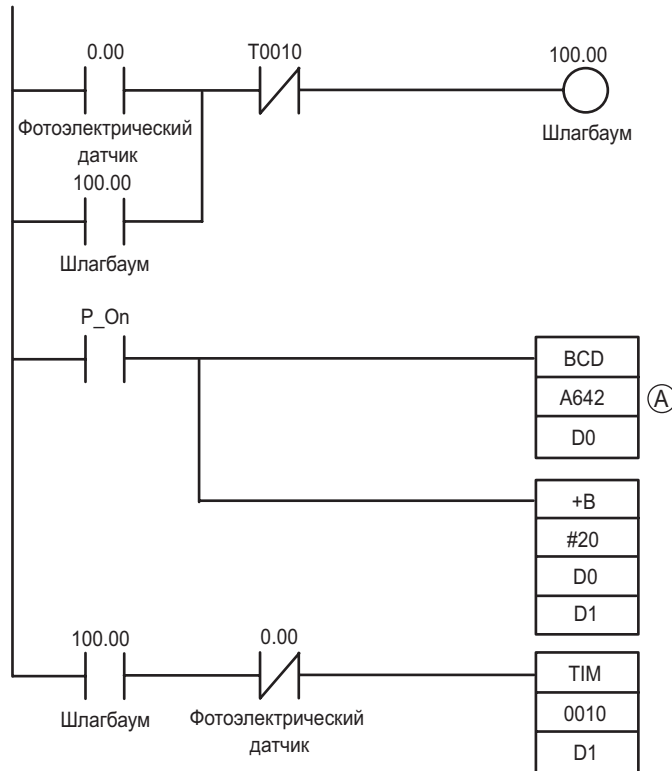 0.00
T0010
100.00
Фотоэлектрический
датчик
Шлагбаум
100.00
Шлагбаум
P_On
BCD
A642
A
D0
+B
#20
D0
D1
100.00
0.00
TIM
Шлагбаум
Фотоэлектрический
датчик
0010
D1